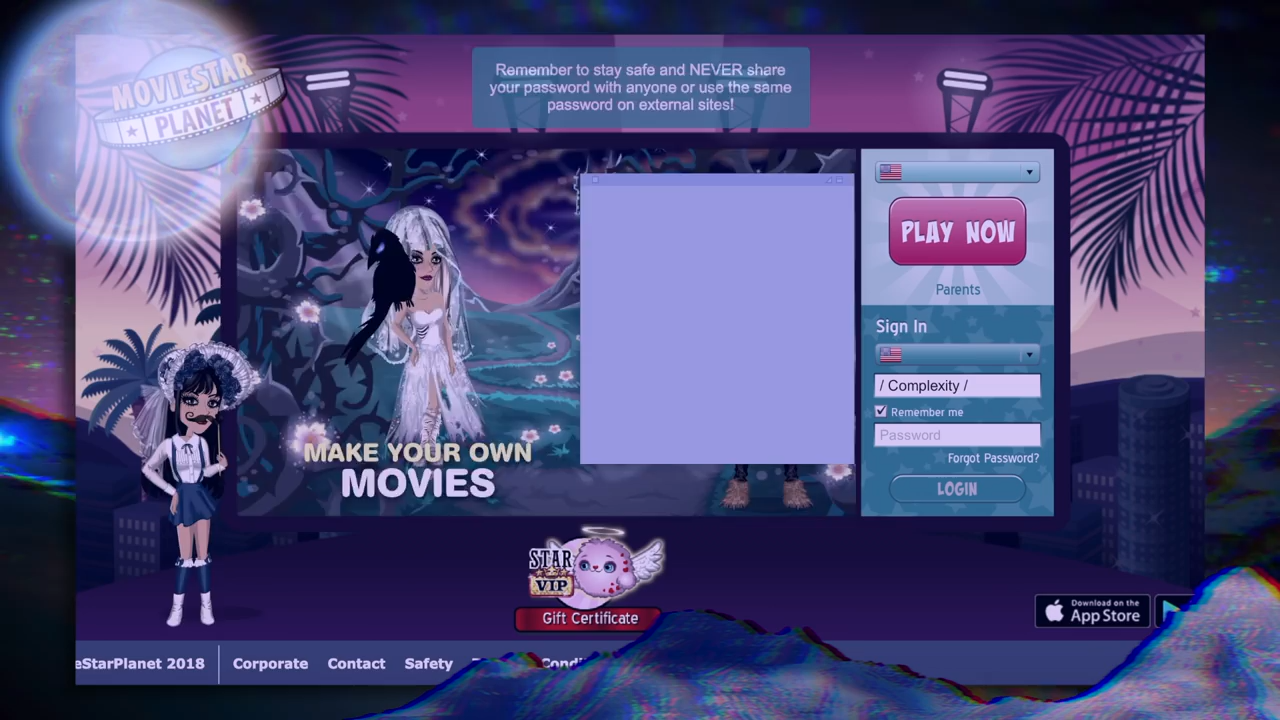 MOVIESTAR
PLANET
Remember to stay safe and NEVER share
your password with anyone or use the same
password on external sites!
PLAY NOW
Parents
Sign In
/ Complexity /
Remember me
Password
Forgot Password?
LOGIN
MAKE YOUR OWN
MOVIES
STAR
VIP
Gift Certificate
Download on the
App Store
eStarPlanet 2018
Corporate
Contact
Safety